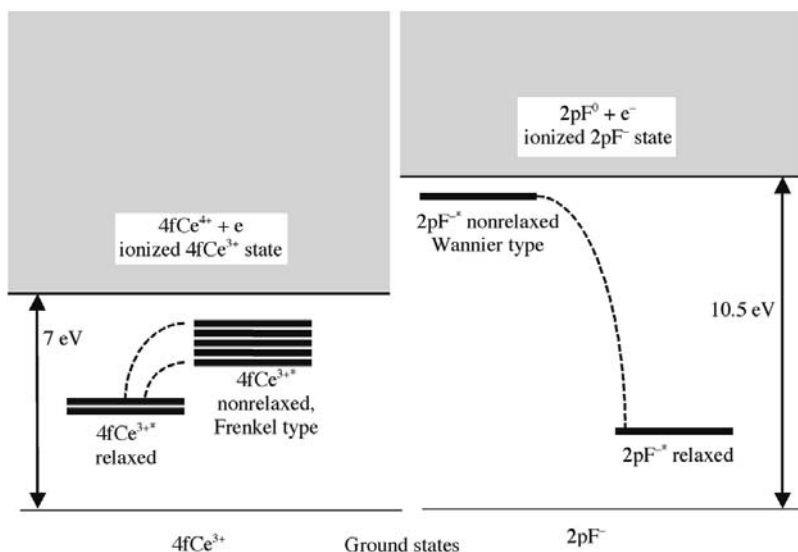 2pF⁰ + e⁻
ionized 2pF⁻ state
4fCe⁴⁺ + e
ionized 4fCe³⁺ state
2pF⁻* nonrelaxed
Wannier type
7 eV
10.5 eV
4fCe³⁺*
nonrelaxed,
Frenkel type
4fCe³⁺*
relaxed
2pF⁻* relaxed
4fCe³⁺
Ground states
2pF⁻